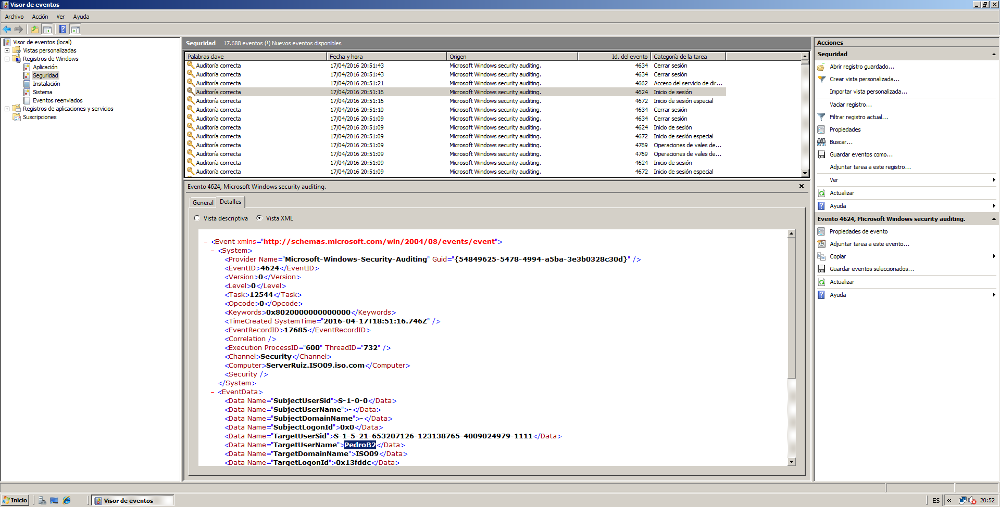 Visor de eventos
Archivo Acción Ver Ayuda
Visor de eventos (local)
Vistas personalizadas
Registros de Windows
Aplicación
Seguridad
Instalación
Sistema
Eventos reenviados
Registros de aplicaciones y servicios
Suscripciones
Seguridad 17.688 eventos (!) Nuevos eventos disponibles
Palabras clave Fecha y hora Origen Id. del evento Categoría de la tarea
Auditoría correcta 17/04/2016 20:51:43 Microsoft Windows security auditing. 4634 Cerrar sesión
Auditoría correcta 17/04/2016 20:51:43 Microsoft Windows security auditing. 4634 Cerrar sesión
Auditoría correcta 17/04/2016 20:51:21 Microsoft Windows security auditing. 4662 Acceso del servicio de dir...
Auditoría correcta 17/04/2016 20:51:16 Microsoft Windows security auditing. 4624 Inicio de sesión
Auditoría correcta 17/04/2016 20:51:16 Microsoft Windows security auditing. 4672 Inicio de sesión especial
Auditoría correcta 17/04/2016 20:51:10 Microsoft Windows security auditing. 4634 Cerrar sesión
Auditoría correcta 17/04/2016 20:51:09 Microsoft Windows security auditing. 4634 Cerrar sesión
Auditoría correcta 17/04/2016 20:51:09 Microsoft Windows security auditing. 4624 Inicio de sesión
Auditoría correcta 17/04/2016 20:51:09 Microsoft Windows security auditing. 4672 Inicio de sesión especial
Auditoría correcta 17/04/2016 20:51:09 Microsoft Windows security auditing. 4769 Operaciones de vales de...
Auditoría correcta 17/04/2016 20:51:09 Microsoft Windows security auditing. 4769 Operaciones de vales de...
Auditoría correcta 17/04/2016 20:51:09 Microsoft Windows security auditing. 4624 Inicio de sesión
Auditoría correcta 17/04/2016 20:51:09 Microsoft Windows security auditing. 4672 Inicio de sesión especial
Evento 4624, Microsoft Windows security auditing.
General Detalles
Vista descriptiva Vista XML
- <Event xmlns="http://schemas.microsoft.com/win/2004/08/events/event">
- <System>
<Provider Name="Microsoft-Windows-Security-Auditing" Guid="{54849625-5478-4994-a5ba-3e3b0328c30d}" />
<EventID>4624</EventID>
<Version>0</Version>
<Level>0</Level>
<Task>12544</Task>
<Opcode>0</Opcode>
<Keywords>0x8020000000000000</Keywords>
<TimeCreated SystemTime="2016-04-17T18:51:16.746Z" />
<EventRecordID>17685</EventRecordID>
<Correlation />
<Execution ProcessID="600" ThreadID="732" />
<Channel>Security</Channel>
<Computer>ServerRuiz.ISO09.iso.com</Computer>
<Security />
</System>
- <EventData>
<Data Name="SubjectUserSid">S-1-0-0</Data>
<Data Name="SubjectUserName">-</Data>
<Data Name="SubjectDomainName">-</Data>
<Data Name="SubjectLogonId">0x0</Data>
<Data Name="TargetUserSid">S-1-5-21-653207126-123138765-4009024979-1111</Data>
<Data Name="TargetUserName">PedroB2</Data>
<Data Name="TargetDomainName">ISO09</Data>
<Data Name="TargetLogonId">0x13fddc</Data>
Acciones
Seguridad
Abrir registro guardado...
Crear vista personalizada...
Importar vista personalizada...
Vaciar registro...
Filtrar registro actual...
Propiedades
Buscar...
Guardar eventos como...
Adjuntar tarea a este registro...
Ver
Actualizar
Ayuda
Evento 4624, Microsoft Windows security auditing.
Propiedades de evento
Adjuntar tarea a este evento...
Copiar
Guardar eventos seleccionados...
Actualizar
Ayuda
Inicio Visor de eventos ES « 20:52